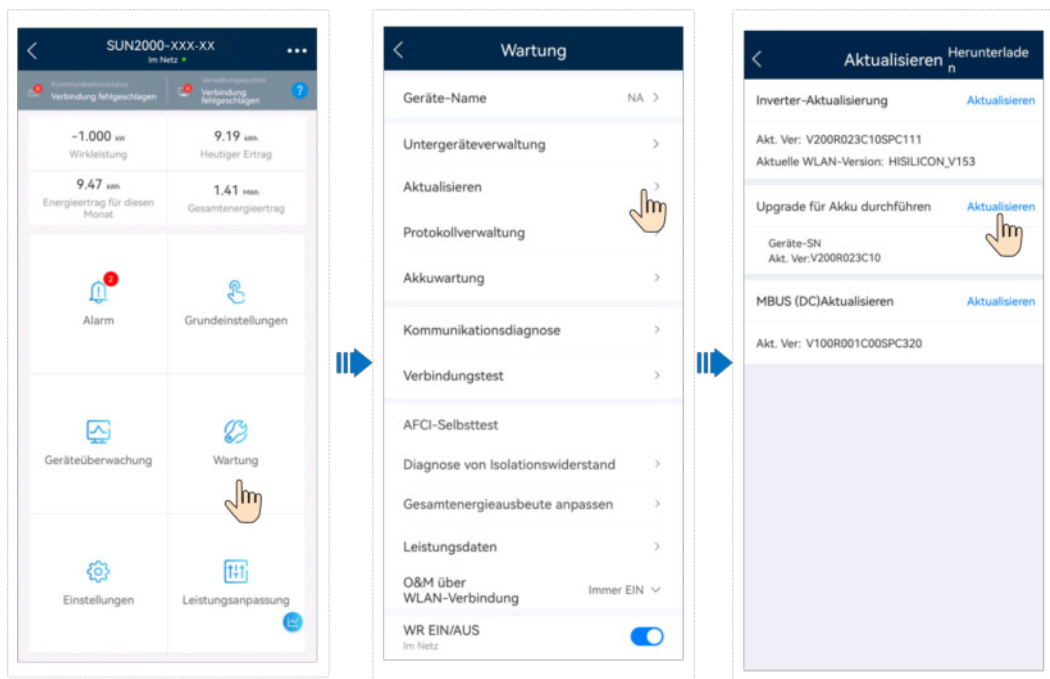 SUN2000-XXX-XX
Im Netz
Kommunikationsstatus
Verbindung fehlgeschlagen
Verwaltungssystem
Verbindung
fehlgeschlagen
?
-1.000 kW
Wirkleistung
9.19 kWh
Heutiger Ertrag
9.47 kWh
Energieertrag für diesen
Monat
1.41 MWh
Gesamtenergieertrag
2
Alarm
Grundeinstellungen
Geräteüberwachung
Wartung
Einstellungen
Leistungsanpassung
Wartung
Geräte-Name NA
Untergeräteverwaltung
Aktualisieren
Protokollverwaltung
Akkuwartung
Kommunikationsdiagnose
Verbindungstest
AFCI-Selbsttest
Diagnose von Isolationswiderstand
Gesamtenergieausbeute anpassen
Leistungsdaten
O&M über
WLAN-Verbindung
Immer EIN
WR EIN/AUS
Im Netz
Aktualisieren
Herunterlade
n
Inverter-Aktualisierung Aktualisieren
Akt. Ver: V200R023C10SPC111
Aktuelle WLAN-Version: HISILICON_V153
Upgrade für Akku durchführen Aktualisieren
Geräte-SN
Akt. Ver:V200R023C10
MBUS (DC)Aktualisieren Aktualisieren
Akt. Ver: V100R001C00SPC320